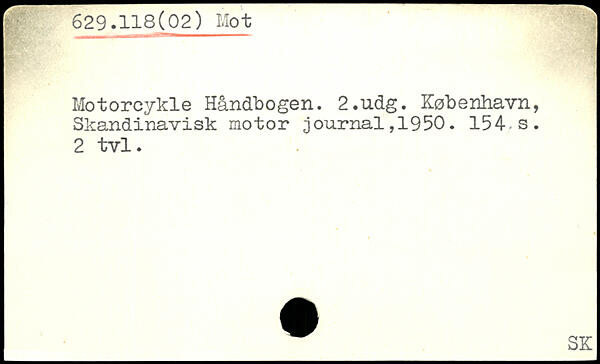 629.118(02) Mot
Motorcykle Håndbogen. 2.udg. København,
Skandinavisk motor journal,1950. 154.s.
2 tvl.
SK